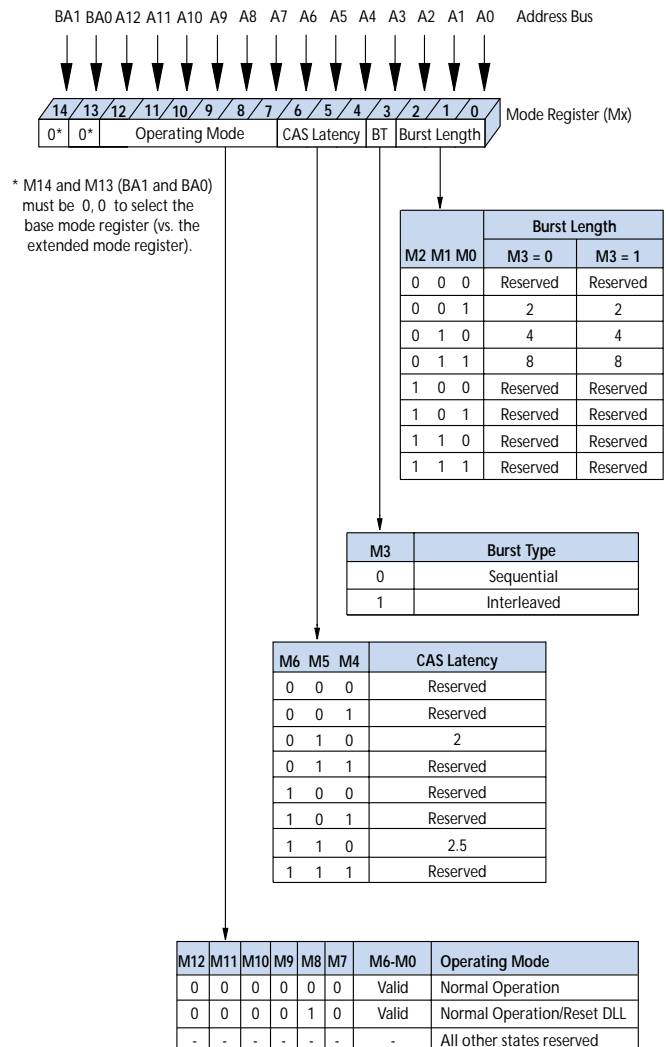 BA1 BA0 A12 A11 A10 A9 A8 A7 A6 A5 A4 A3 A2 A1 A0 Address Bus
14 13 12 11 10 9 8 7 6 5 4 3 2 1 0
Mode Register (Mx)
0* 0* Operating Mode CAS Latency BT Burst Length
* M14 and M13 (BA1 and BA0)
must be 0, 0 to select the
base mode register (vs. the
extended mode register).
Burst Length
M2 M1 M0 M3 = 0 M3 = 1
0 0 0 Reserved Reserved
0 0 1 2 2
0 1 0 4 4
0 1 1 8 8
1 0 0 Reserved Reserved
1 0 1 Reserved Reserved
1 1 0 Reserved Reserved
1 1 1 Reserved Reserved
M3 Burst Type
0 Sequential
1 Interleaved
M6 M5 M4 CAS Latency
0 0 0 Reserved
0 0 1 Reserved
0 1 0 2
0 1 1 Reserved
1 0 0 Reserved
1 0 1 Reserved
1 1 0 2.5
1 1 1 Reserved
M12 M11 M10 M9 M8 M7 M6-M0 Operating Mode
0 0 0 0 0 0 Valid Normal Operation
0 0 0 0 1 0 Valid Normal Operation/Reset DLL
- - - - - - - All other states reserved